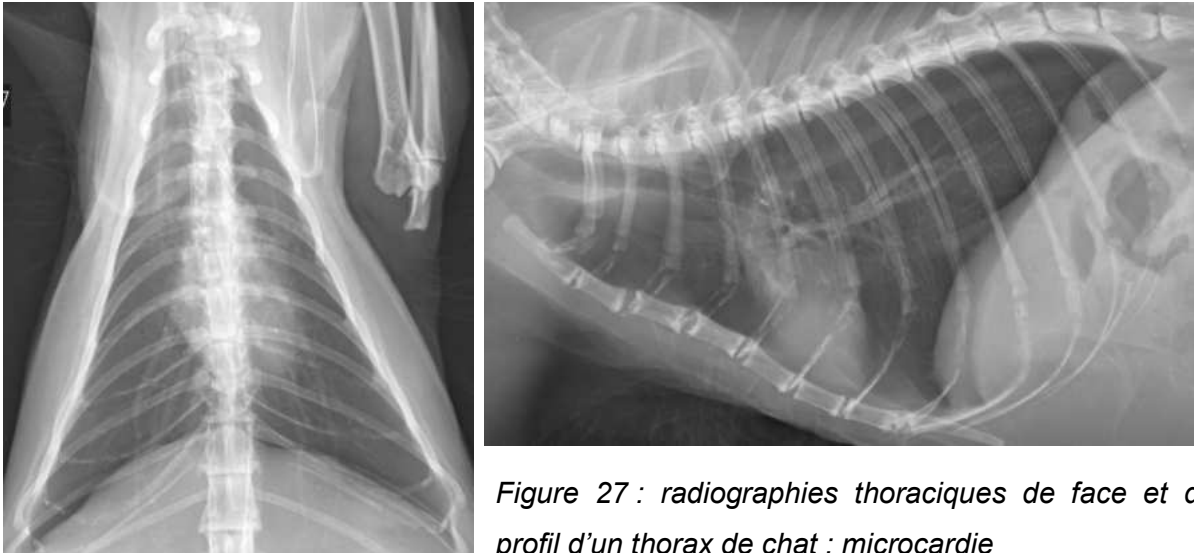 Figure 27 : radiographies thoraciques de face et d
profil d'un thorax de chat : microcardie